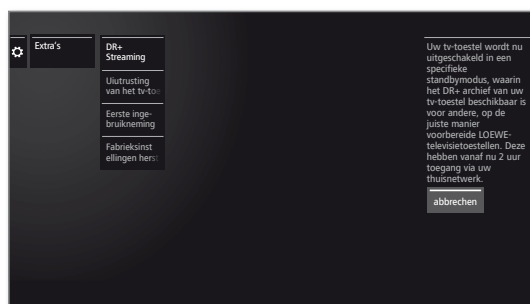 Extra's
DR+
Streaming
Uiutrusting
van het tv-toe
Eerste inge-
bruikneming
Fabrieksinst
ellingen herst
Uw tv-toestel wordt nu
uitgeschakeld in een
specifieke
standbymodus, waarin
het DR+ archief van uw
tv-toestel beschikbaar is
voor andere, op de
juiste manier
voorbereide LOEWE-
televisietoestellen. Deze
hebben vanaf nu 2 uur
toegang via uw
thuisnetwerk.
abbrechen